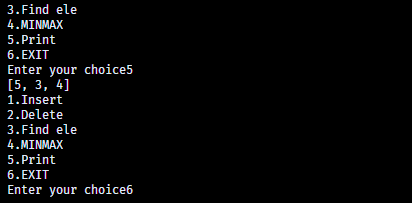 3.Find ele
4.MINMAX
5.Print
6.EXIT
Enter your choice5
[5, 3, 4]
1.Insert
2.Delete
3.Find ele
4.MINMAX
5.Print
6.EXIT
Enter your choice6